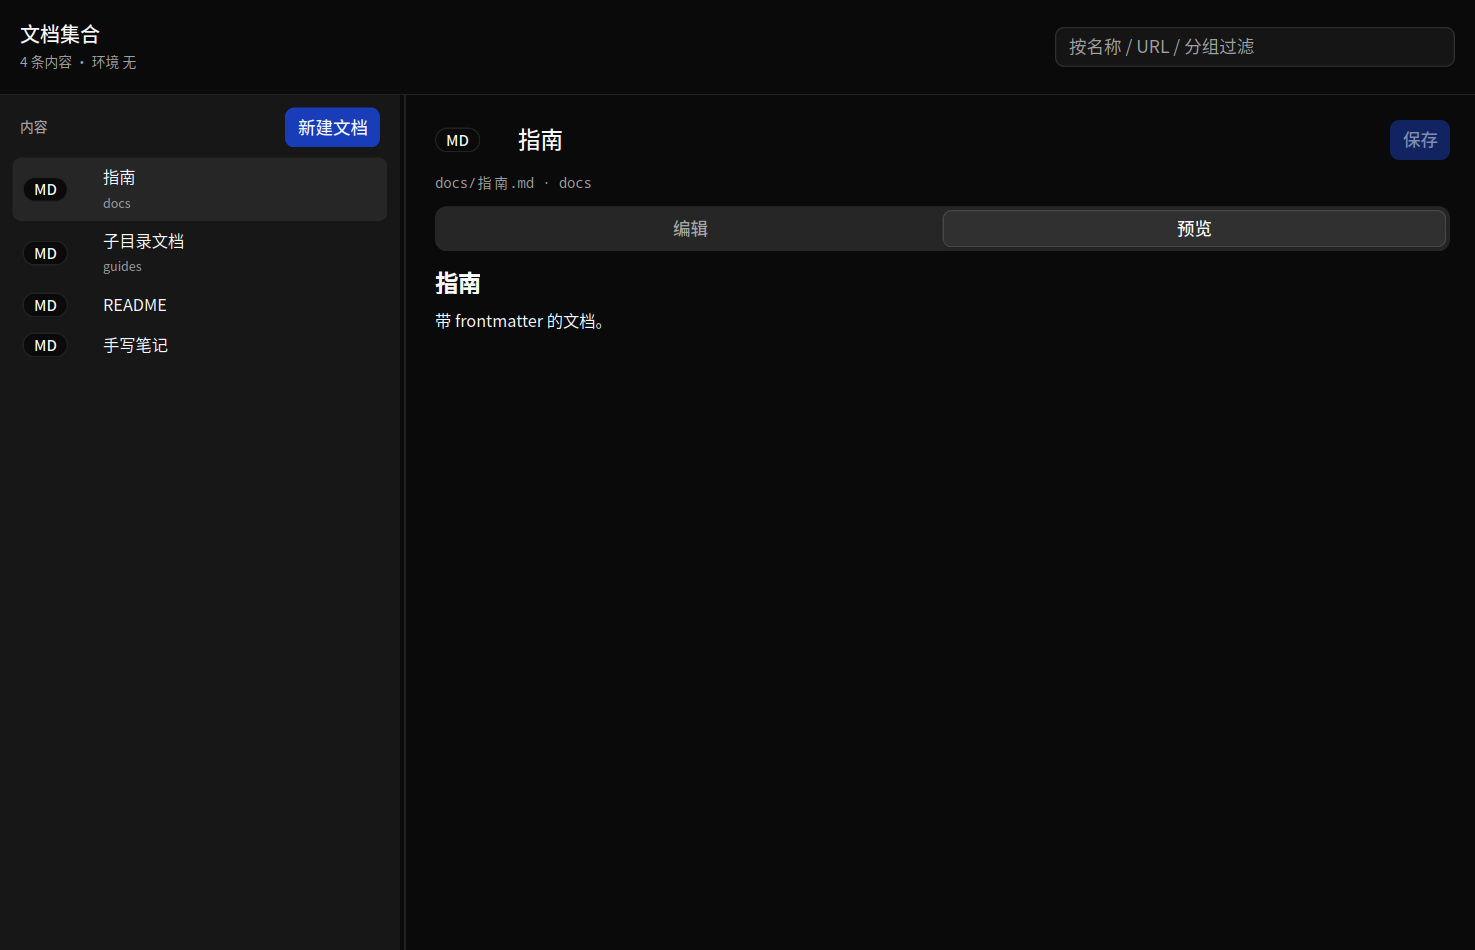 文档集合
4 条内容 • 环境 无
按名称 / URL / 分组过滤
内容
新建文档
MD 指南
docs
MD 子目录文档
guides
MD README
MD 手写笔记
MD 指南
保存
docs/指南.md · docs
编辑 预览
指南
带 frontmatter 的文档。